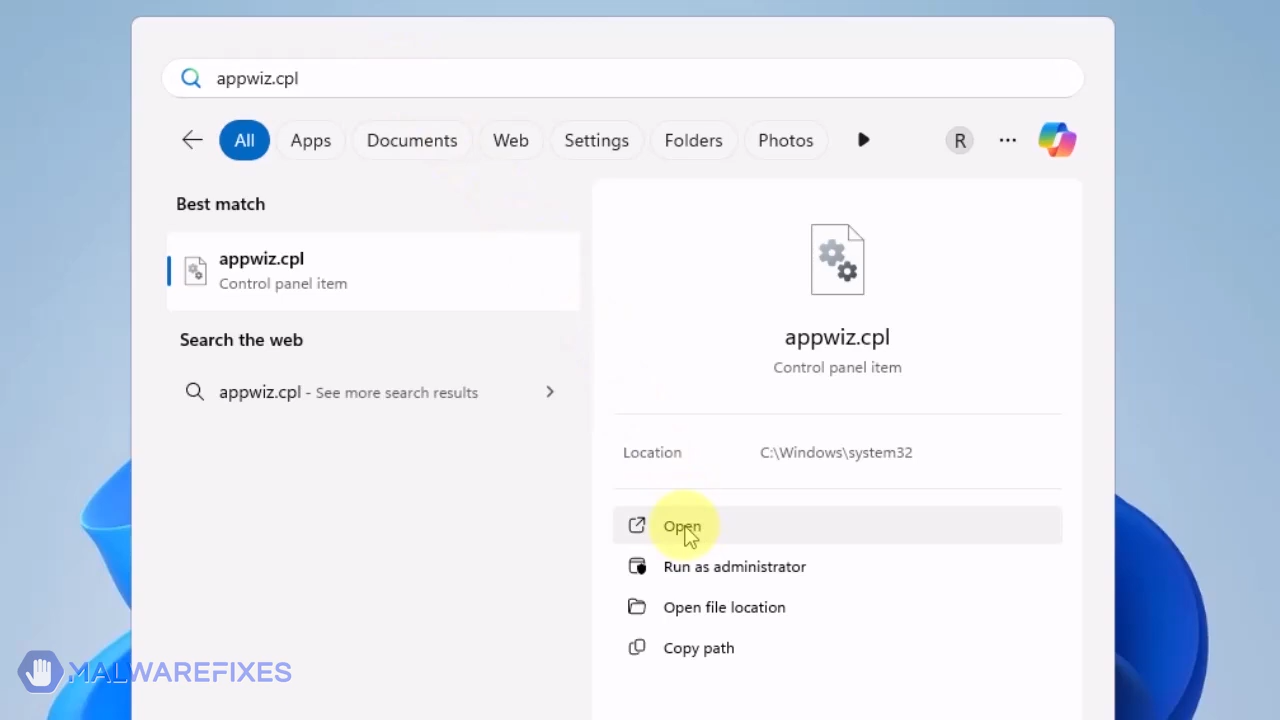 appwiz.cpl
All Apps Documents Web Settings Folders Photos R ...
Best match
appwiz.cpl
Control panel item
Search the web
appwiz.cpl - See more search results
appwiz.cpl
Control panel item
Location C:\Windows\system32
Open
Run as administrator
Open file location
Copy path
MALWAREFIXES